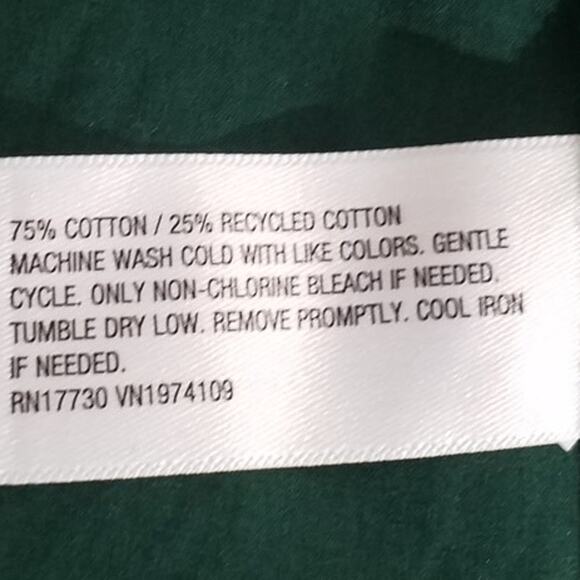 75% COTTON / 25% RECYCLED COTTON
MACHINE WASH COLD WITH LIKE COLORS. GENTLE
CYCLE. ONLY NON-CHLORINE BLEACH IF NEEDED.
TUMBLE DRY LOW. REMOVE PROMPTLY. COOL IRON
IF NEEDED.
RN17730 VN1974109